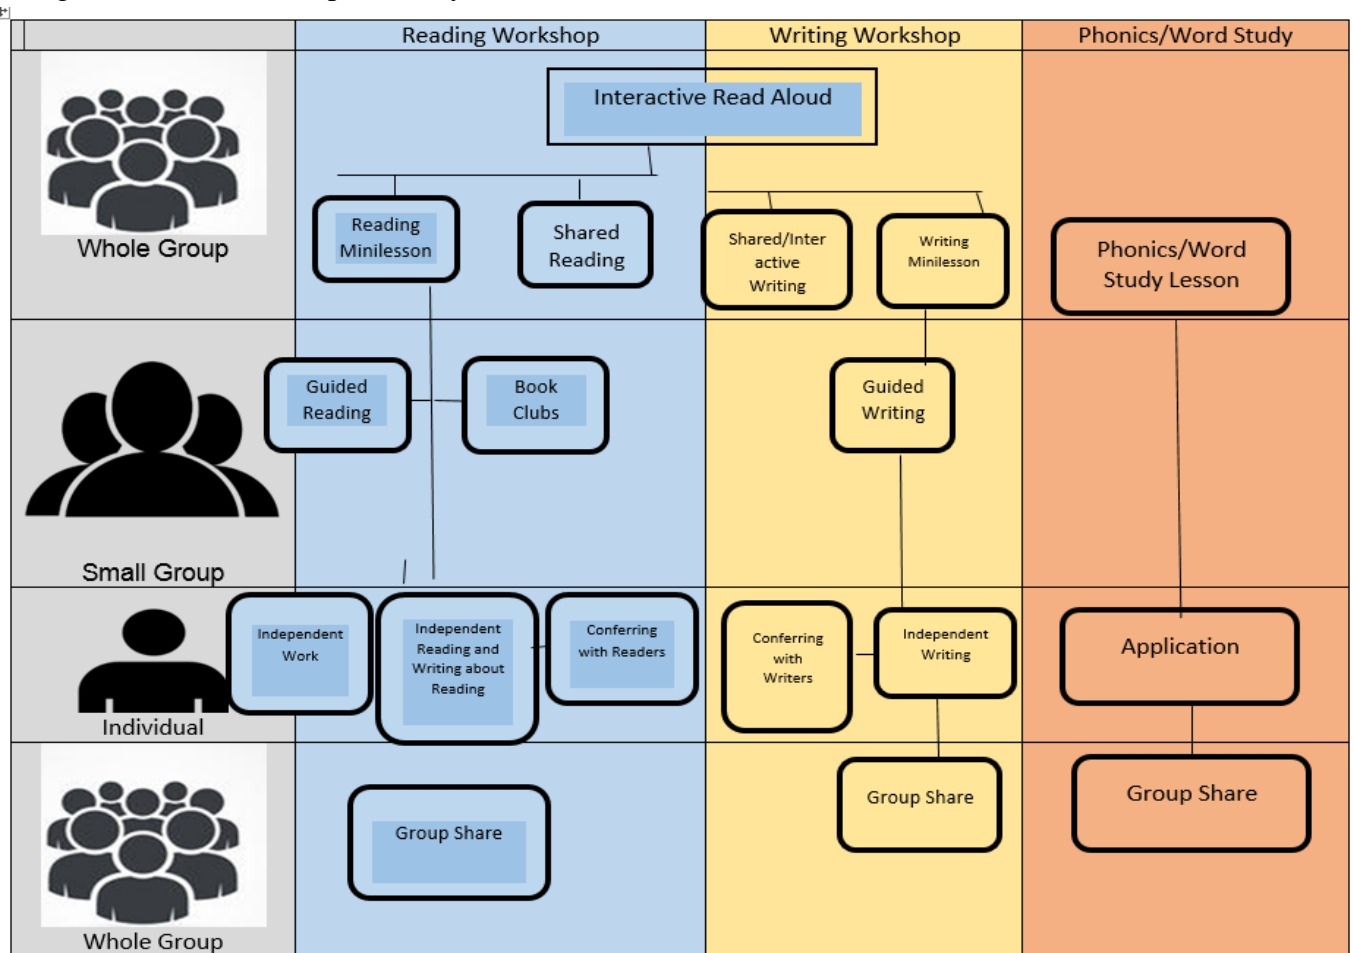 Reading Workshop
Writing Workshop
Phonics/Word Study
Interactive Read Aloud
Whole Group
Reading
Minilesson
Shared
Reading
Shared/Inter
active
Writing
Writing
Minilesson
Phonics/Word
Study Lesson
Small Group
Guided
Reading
Book
Clubs
Guided
Writing
Individual
Independent
Work
Independent
Reading and
Writing about
Reading
Conferring
with Readers
Conferring
with
Writers
Independent
Writing
Application
Whole Group
Group Share
Group Share
Group Share